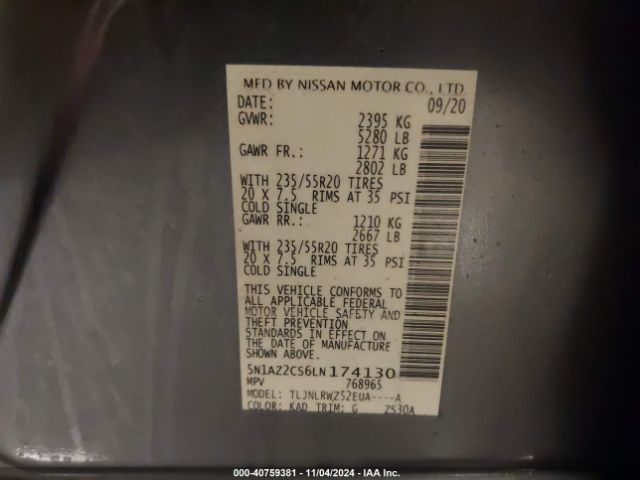 MFD BY NISSAN MOTOR CO., LTD.
DATE: 09/20
GVWR: 2395 KG
5280 LB
GAWR FR.: 1271 KG
2802 LB
WITH 235/55R20 TIRES
20 X 7.5 RIMS AT 35 PSI
COLD SINGLE
GAWR RR.: 1210 KG
2667 LB
WITH 235/55R20 TIRES
20 X 7.5 RIMS AT 35 PSI
COLD SINGLE
THIS VEHICLE CONFORMS TO
ALL APPLICABLE FEDERAL
MOTOR VEHICLE SAFETY AND
THEFT PREVENTION
STANDARDS IN EFFECT ON
THE DATE OF MANUFACTURE
SHOWN ABOVE.
5N1AZ2CS6LN174130
MPV 768965
MODEL: TLJNLRWZ52EUA----A
COLOR: KAD TRIM: G ZS30A
000-40759381 - 11/04/2024 - IAA Inc.